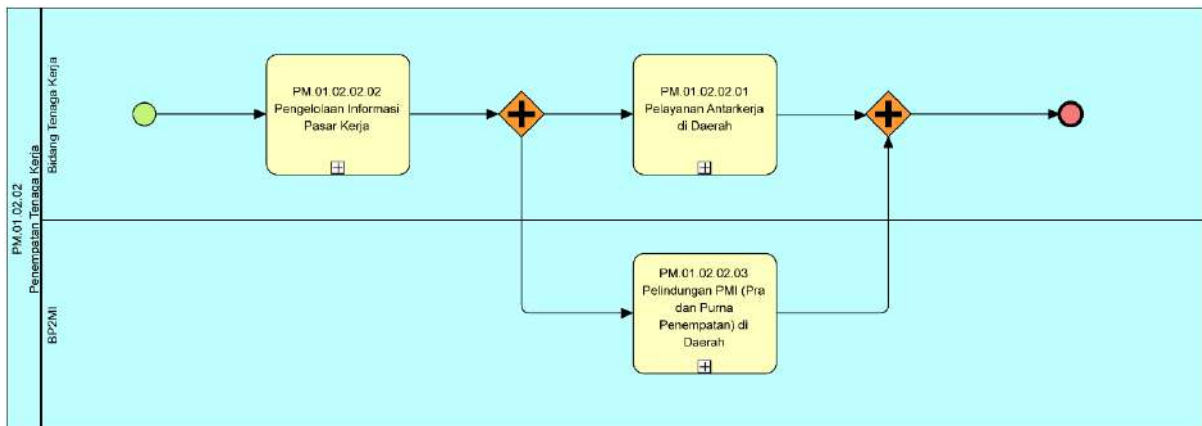 PM.01.02.02
Penempatan Tenaga Kerja
Bidang Tenaga Kerja
PM.01.02.02.02
Pengelolaan Informasi
Pasar Kerja
PM.01.02.02.01
Pelayanan Antarkerja
di Daerah
BP2MI
PM.01.02.02.03
Pelindungan PMI (Pra
dan Purna
Penempatan) di
Daerah